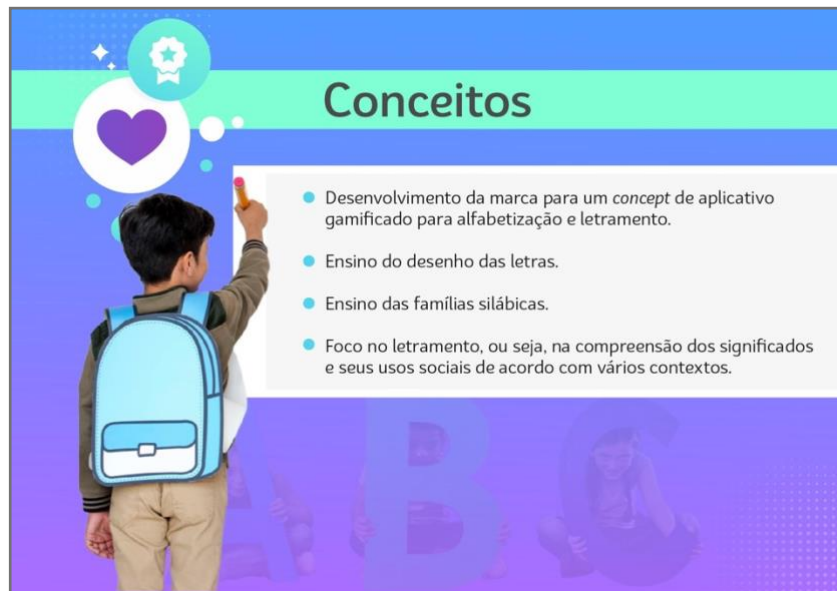 Conceitos
Desenvolvimento da marca para um concept de aplicativo
gamificado para alfabetização e letramento.
Ensino do desenho das letras.
Ensino das famílias silábicas.
Foco no letramento, ou seja, na compreensão dos significados
e seus usos sociais de acordo com vários contextos.
A B C